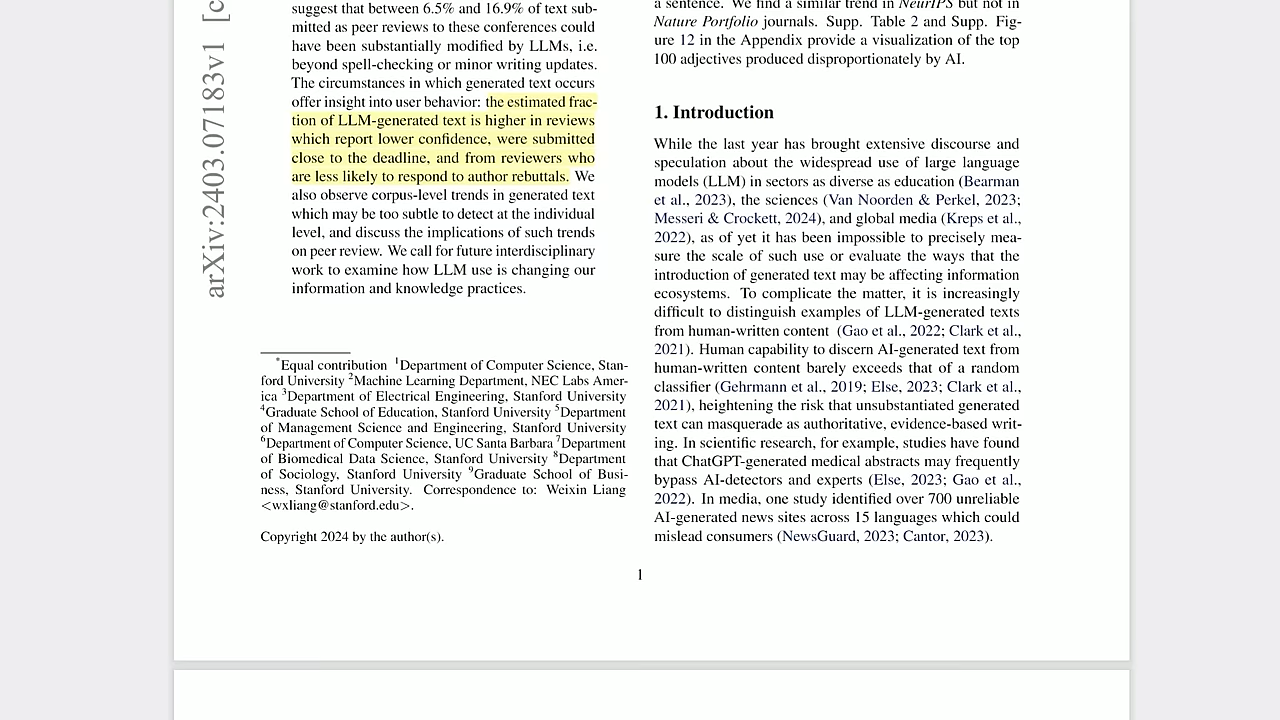 arXiv:2403.07183v1 [c
suggest that between 6.5% and 16.9% of text sub-
mitted as peer reviews to these conferences could
have been substantially modified by LLMs, i.e.
beyond spell-checking or minor writing updates.
The circumstances in which generated text occurs
offer insight into user behavior: the estimated frac-
tion of LLM-generated text is higher in reviews
which report lower confidence, were submitted
close to the deadline, and from reviewers who
are less likely to respond to author rebuttals. We
also observe corpus-level trends in generated text
which may be too subtle to detect at the individual
level, and discuss the implications of such trends
on peer review. We call for future interdisciplinary
work to examine how LLM use is changing our
information and knowledge practices.
*Equal contribution 1Department of Computer Science, Stan-
ford University 2Machine Learning Department, NEC Labs Amer-
ica 3Department of Electrical Engineering, Stanford University
4Graduate School of Education, Stanford University 5Department
of Management Science and Engineering, Stanford University
6Department of Computer Science, UC Santa Barbara 7Department
of Biomedical Data Science, Stanford University 8Department
of Sociology, Stanford University 9Graduate School of Busi-
ness, Stanford University. Correspondence to: Weixin Liang
<wxliang@stanford.edu>.
Copyright 2024 by the author(s).
a sentence. We find a similar trend in NeurIPS but not in
Nature Portfolio journals. Supp. Table 2 and Supp. Fig-
ure 12 in the Appendix provide a visualization of the top
100 adjectives produced disproportionately by AI.
1. Introduction
While the last year has brought extensive discourse and
speculation about the widespread use of large language
models (LLM) in sectors as diverse as education (Bearman
et al., 2023), the sciences (Van Noorden & Perkel, 2023;
Messeri & Crockett, 2024), and global media (Kreps et al.,
2022), as of yet it has been impossible to precisely mea-
sure the scale of such use or evaluate the ways that the
introduction of generated text may be affecting information
ecosystems. To complicate the matter, it is increasingly
difficult to distinguish examples of LLM-generated texts
from human-written content (Gao et al., 2022; Clark et al.,
2021). Human capability to discern AI-generated text from
human-written content barely exceeds that of a random
classifier (Gehrmann et al., 2019; Else, 2023; Clark et al.,
2021), heightening the risk that unsubstantiated generated
text can masquerade as authoritative, evidence-based writ-
ing. In scientific research, for example, studies have found
that ChatGPT-generated medical abstracts may frequently
bypass AI-detectors and experts (Else, 2023; Gao et al.,
2022). In media, one study identified over 700 unreliable
AI-generated news sites across 15 languages which could
mislead consumers (NewsGuard, 2023; Cantor, 2023).
1